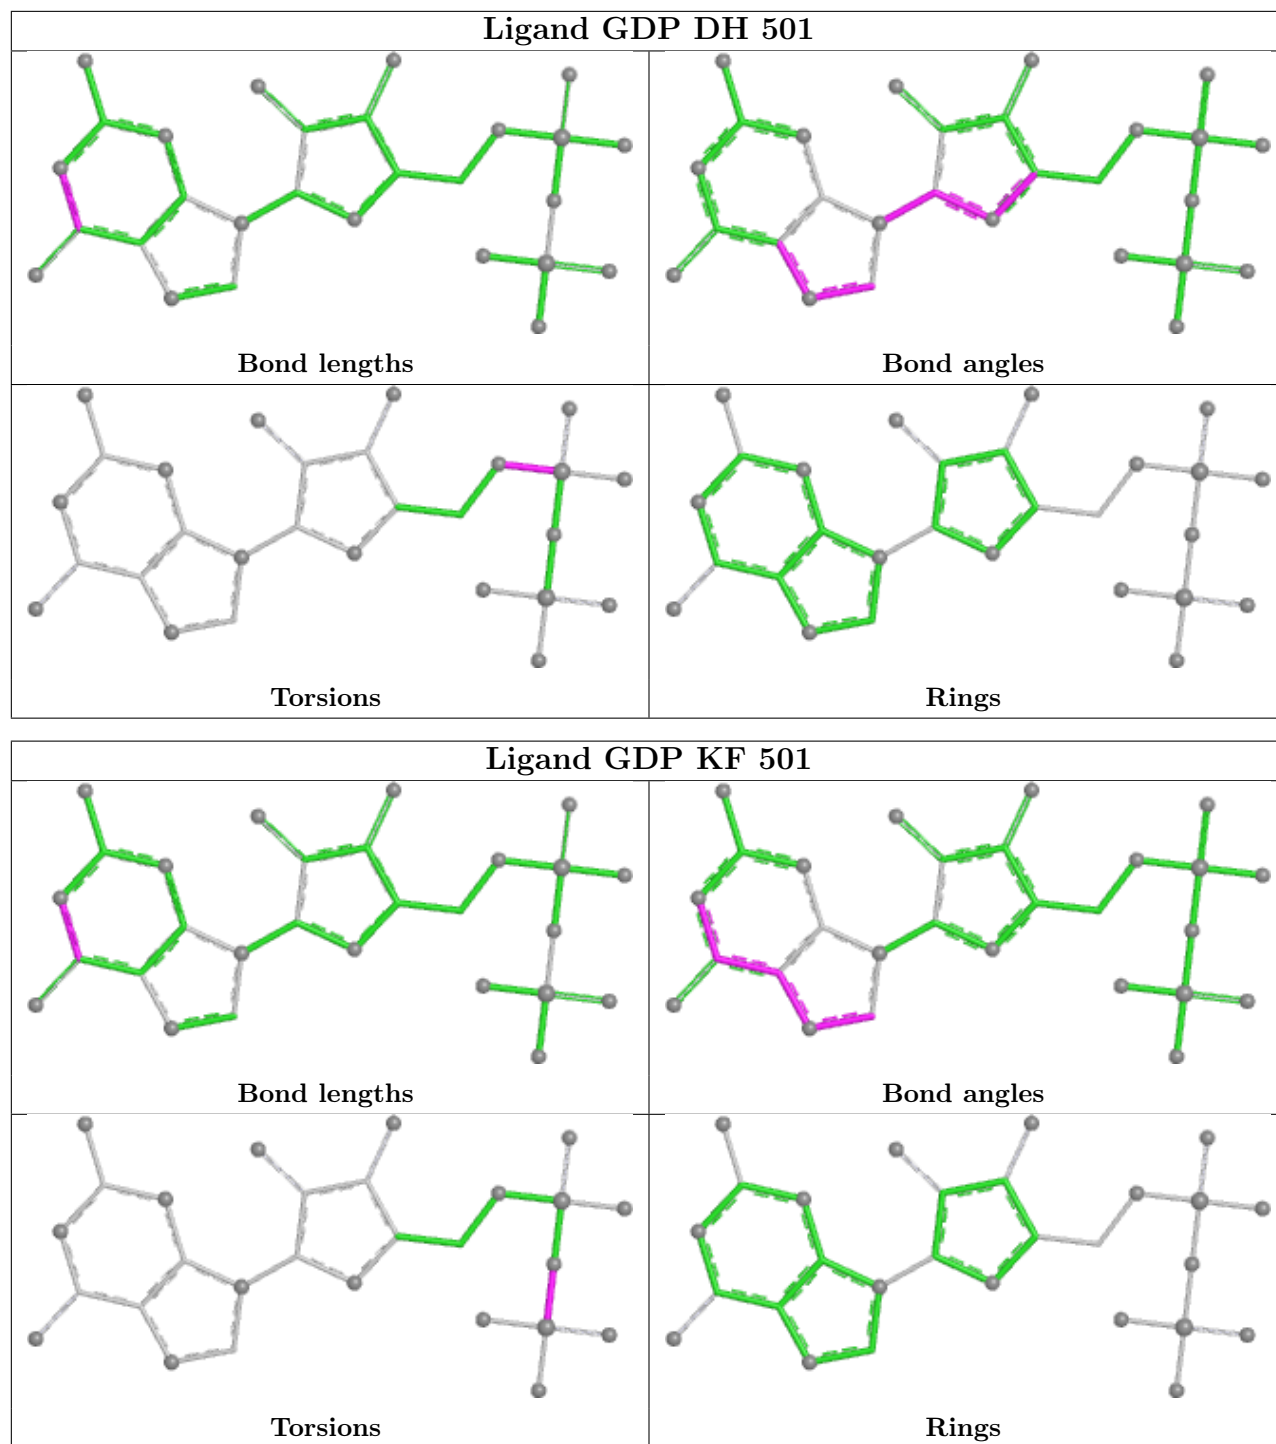 Ligand GDP DH 501
Bond lengths
Bond angles
Torsions
Rings
Ligand GDP KF 501
Bond lengths
Bond angles
Torsions
Rings